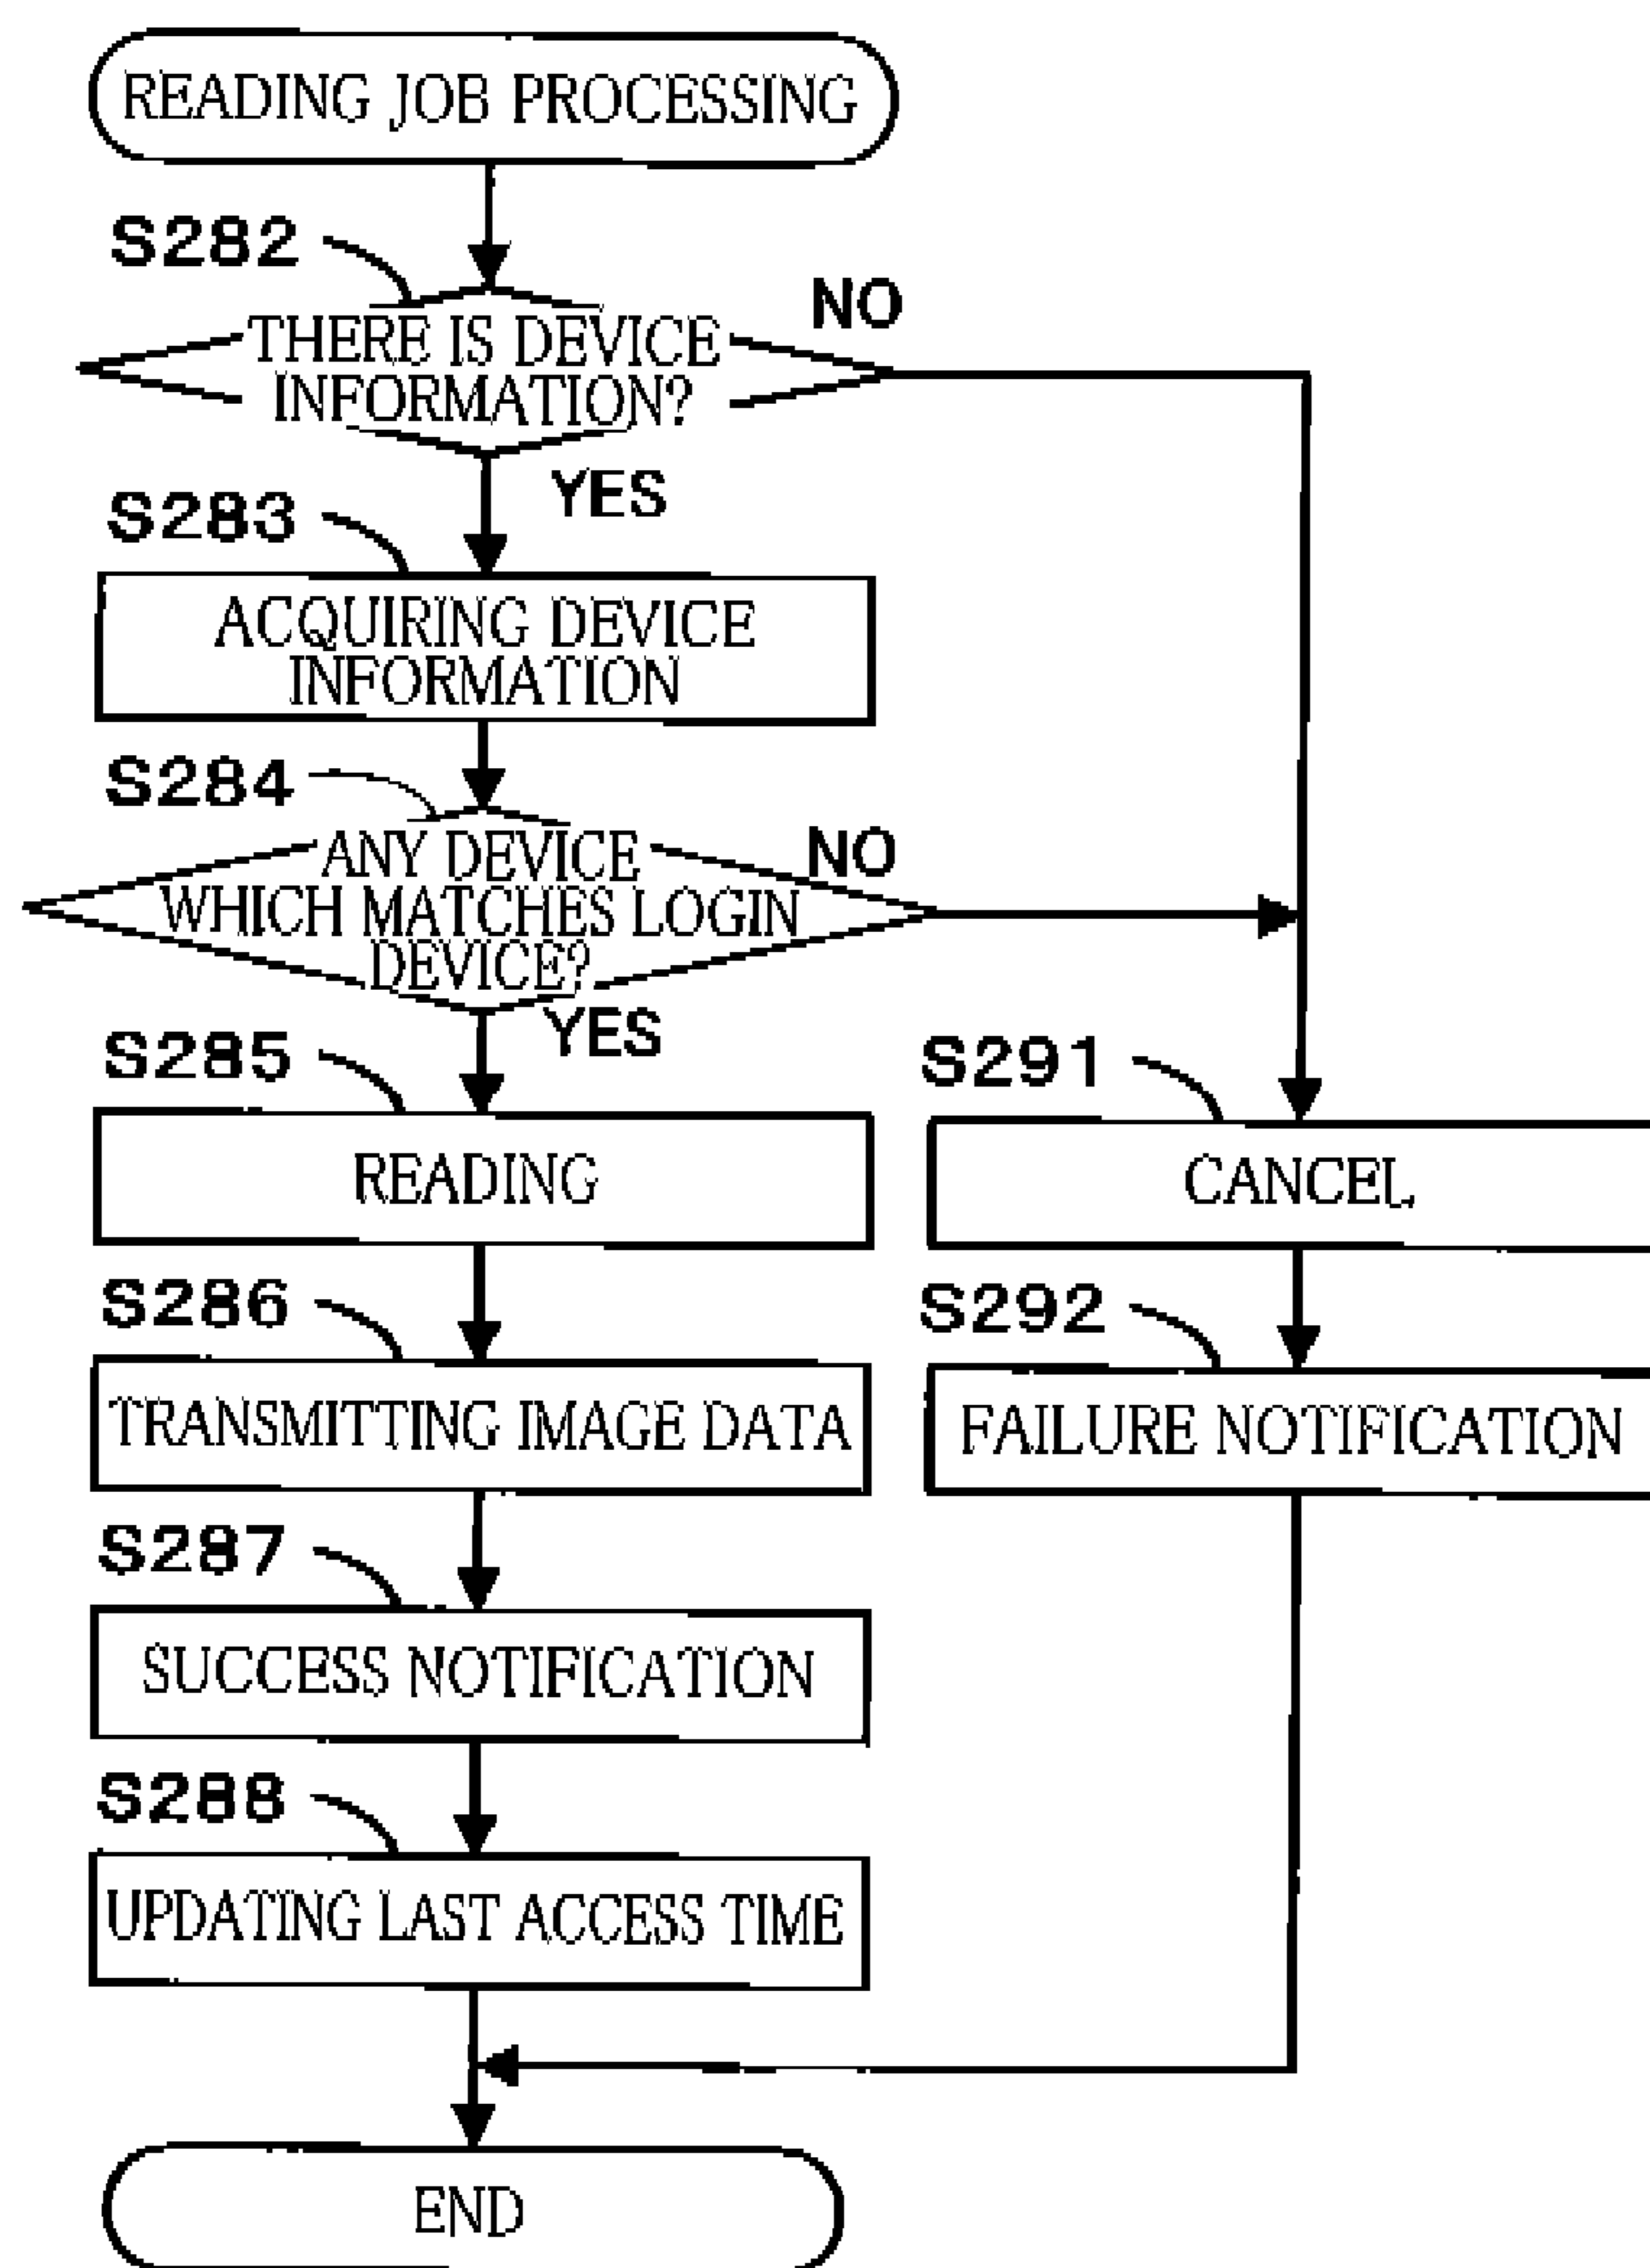 READING JOB PROCESSING
S282
NO
THERE IS DEVICE
INFORMATION?
YES
S283
ACQUIRING DEVICE
INFORMATION
S284
NO
ANY DEVICE
WHICH MATCHES LOGIN
DEVICE?
YES
S285
READING
S291
CANCEL
S286
TRANSMITTING IMAGE DATA
S292
FAILURE NOTIFICATION
S287
SUCCESS NOTIFICATION
S288
UPDATING LAST ACCESS TIME
END